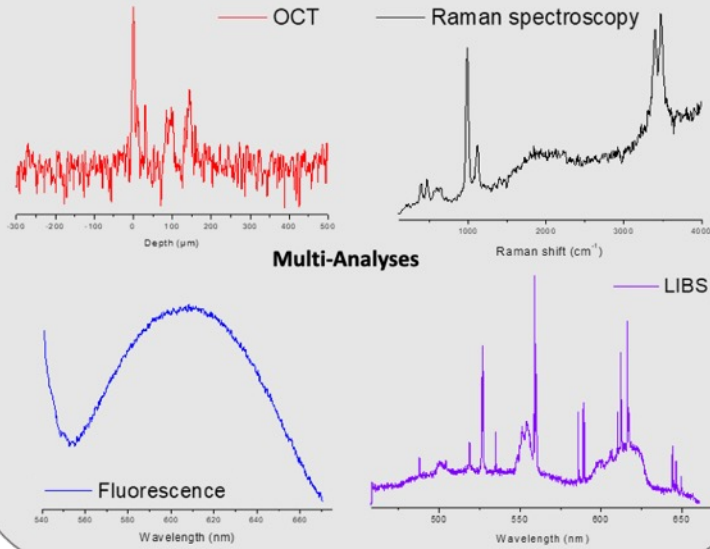 OCT
-300 -200 -100 0 100 200 300 400 500
Depth (µm)
Raman spectroscopy
1000 2000 3000 4000
Raman shift (cm⁻¹)
Multi-Analyses
Fluorescence
540 560 580 600 620 640 660
Wavelength (nm)
LIBS
500 550 600 650
Wavelength (nm)